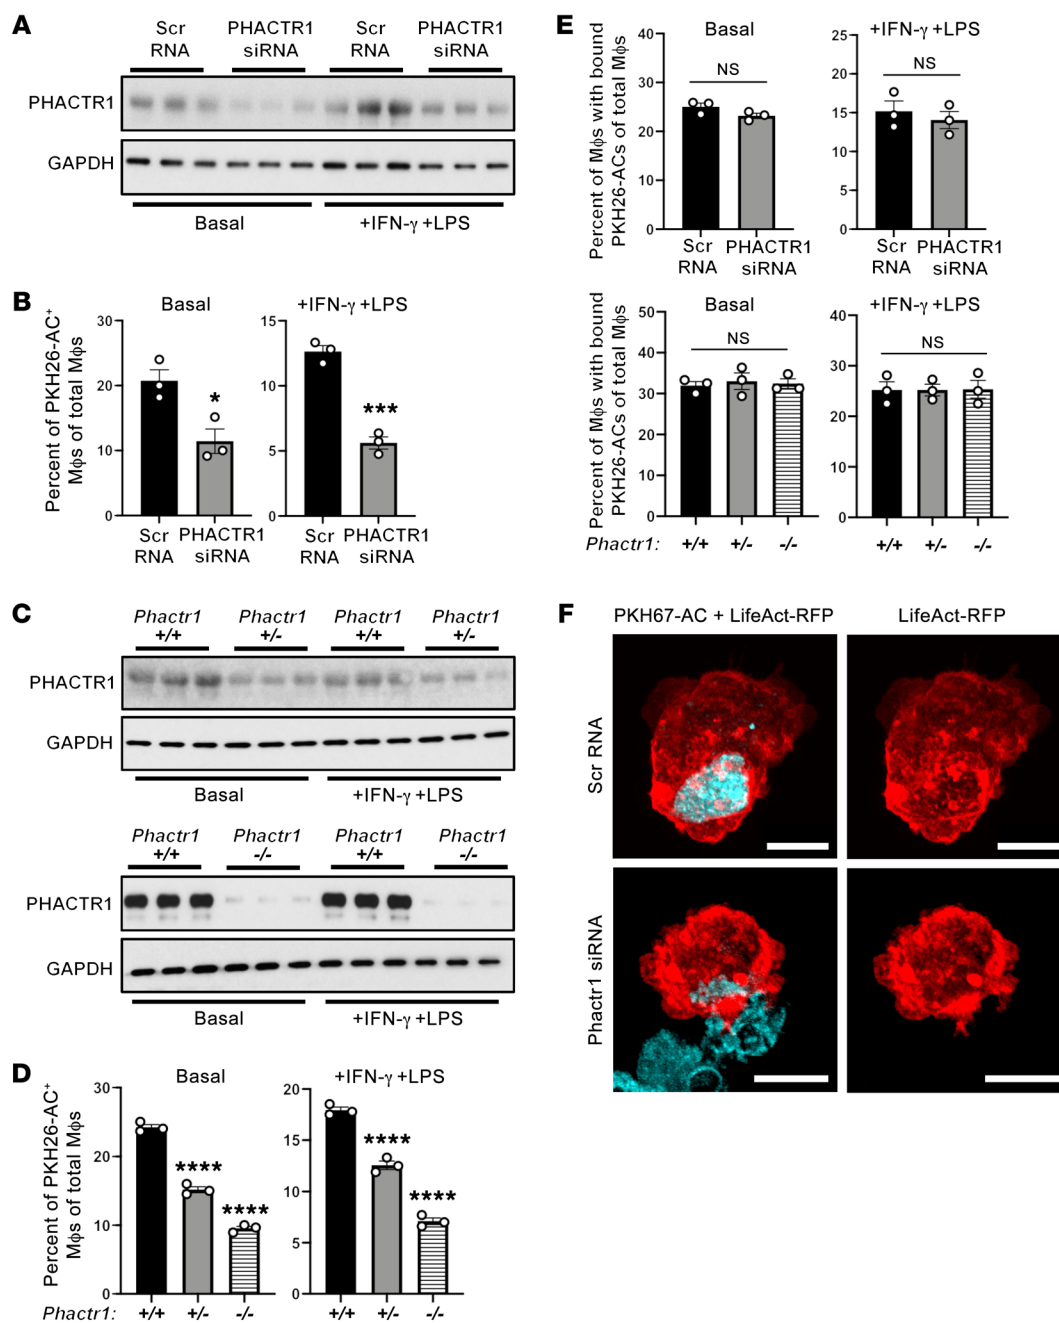 A
Scr RNA
PHACTR1 siRNA
Scr RNA
PHACTR1 siRNA
PHACTR1
GAPDH
Basal
+IFN-γ +LPS
B
Percent of PKH26-AC+ Mϕs of total Mϕs
Basal
30
20
10
0
*
Scr RNA
PHACTR1 siRNA
+IFN-γ +LPS
15
10
5
0
***
Scr RNA
PHACTR1 siRNA
C
Phactr1 +/+
Phactr1 +/-
Phactr1 +/+
Phactr1 +/-
PHACTR1
GAPDH
Basal
+IFN-γ +LPS
Phactr1 +/+
Phactr1 -/-
Phactr1 +/+
Phactr1 -/-
PHACTR1
GAPDH
Basal
+IFN-γ +LPS
D
Percent of PKH26-AC+ Mϕs of total Mϕs
Basal
30
20
10
0
****
****
+IFN-γ +LPS
20
15
10
5
0
****
****
Phactr1: +/+ +/- -/- +/+ +/- -/-
E
Percent of Mϕs with bound PKH26-ACs of total Mϕs
Basal
40
30
20
10
0
NS
Scr RNA
PHACTR1 siRNA
+IFN-γ +LPS
25
20
15
10
5
0
NS
Scr RNA
PHACTR1 siRNA
Percent of Mϕs with bound PKH26-ACs of total Mϕs
Basal
50
40
30
20
10
0
NS
+IFN-γ +LPS
40
30
20
10
0
NS
Phactr1: +/+ +/- -/- +/+ +/- -/-
F
PKH67-AC + LifeAct-RFP
LifeAct-RFP
Scr RNA
Phactr1 siRNA